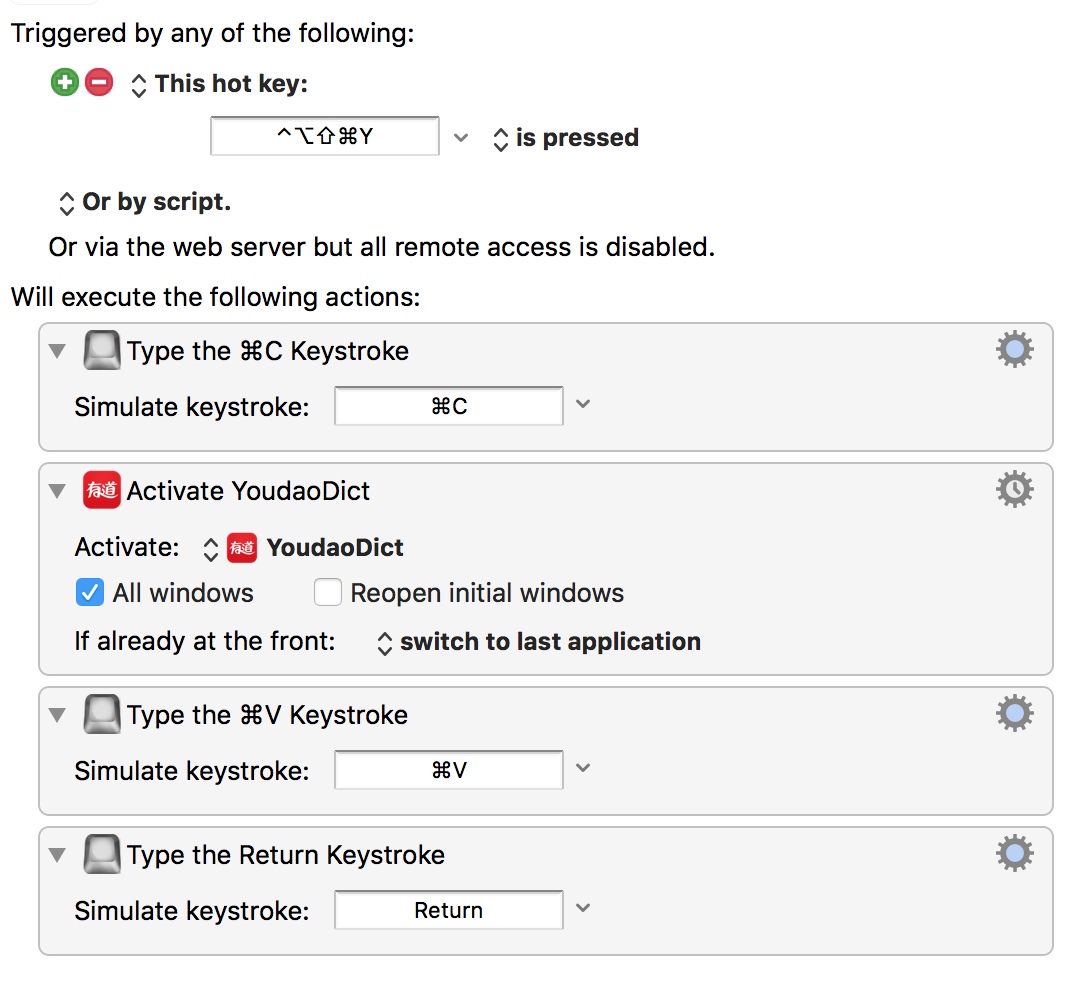 Triggered by any of the following:
This hot key:
^⌥⇧⌘Y
is pressed
Or by script.
Or via the web server but all remote access is disabled.
Will execute the following actions:
Type the ⌘C Keystroke
Simulate keystroke: ⌘C
有道 Activate YoudaoDict
Activate: 有道 YoudaoDict
All windows Reopen initial windows
If already at the front: switch to last application
Type the ⌘V Keystroke
Simulate keystroke: ⌘V
Type the Return Keystroke
Simulate keystroke: Return